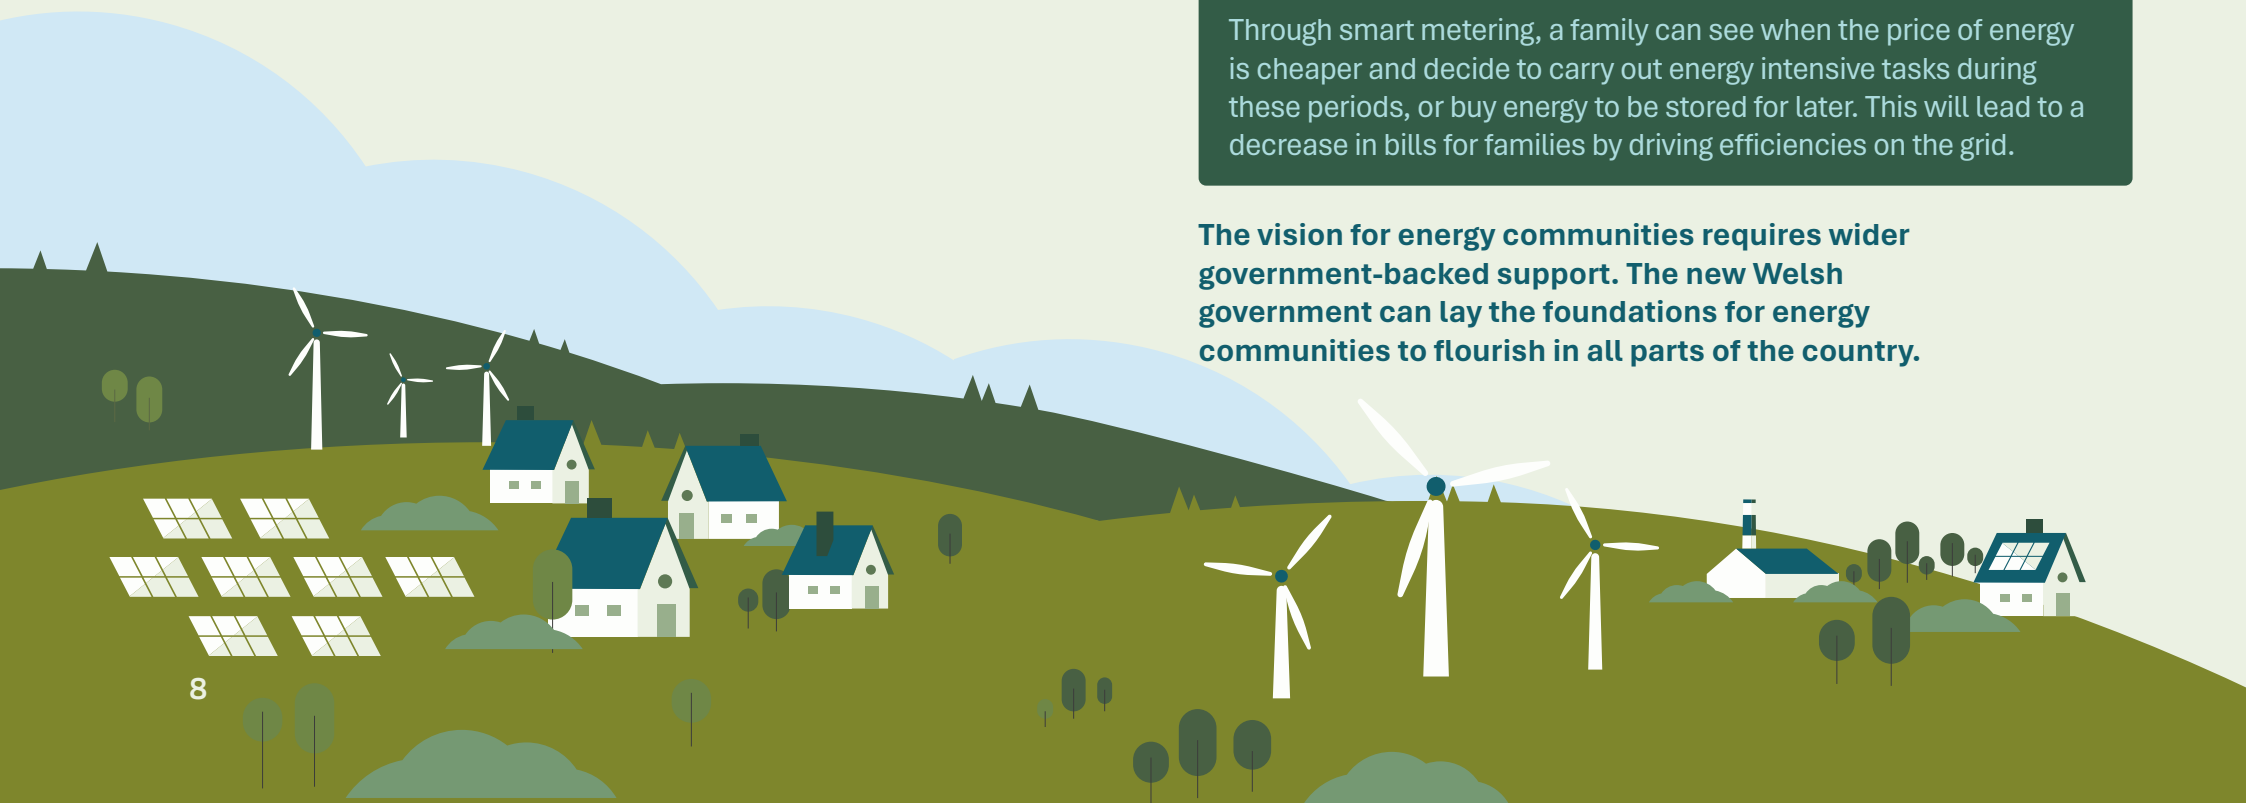 Through smart metering, a family can see when the price of energy
is cheaper and decide to carry out energy intensive tasks during
these periods, or buy energy to be stored for later. This will lead to a
decrease in bills for families by driving efficiencies on the grid.
The vision for energy communities requires wider
government-backed support. The new Welsh
government can lay the foundations for energy
communities to flourish in all parts of the country.
8